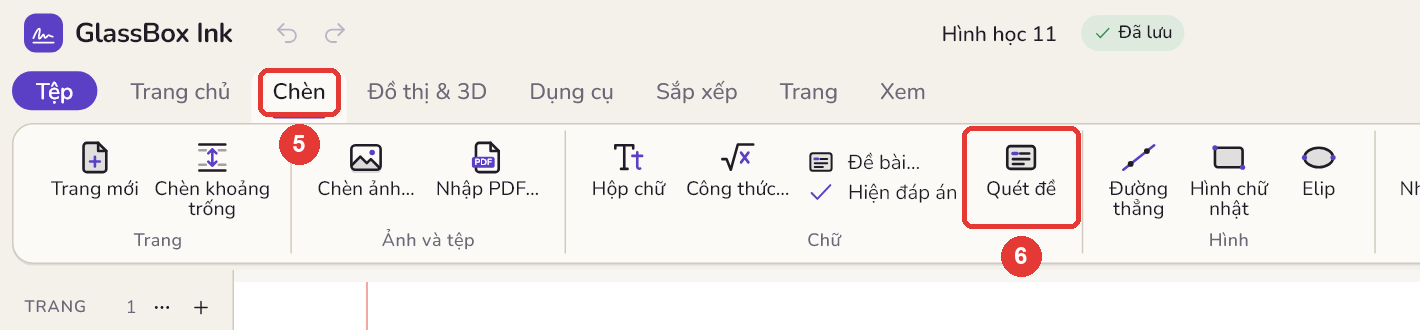 GlassBox Ink
Hình học 11
Đã lưu
Tệp
Trang chủ
Chèn
Đồ thị & 3D
Dụng cụ
Sắp xếp
Trang
Xem
5
Trang mới
Chèn khoảng
trống
Chèn ảnh...
Nhập PDF...
Hộp chữ
Công thức...
Đề bài...
Hiện đáp án
Quét đề
Đường
thẳng
Hình chữ
nhật
Elip
Trang
Ảnh và tệp
Chữ
Hình
6
TRANG 1 ... +